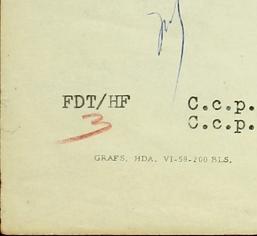 FDT/HF C.c.p.
C.c.p.
3
GRAFS. HDA. VI-58-200 BLS.